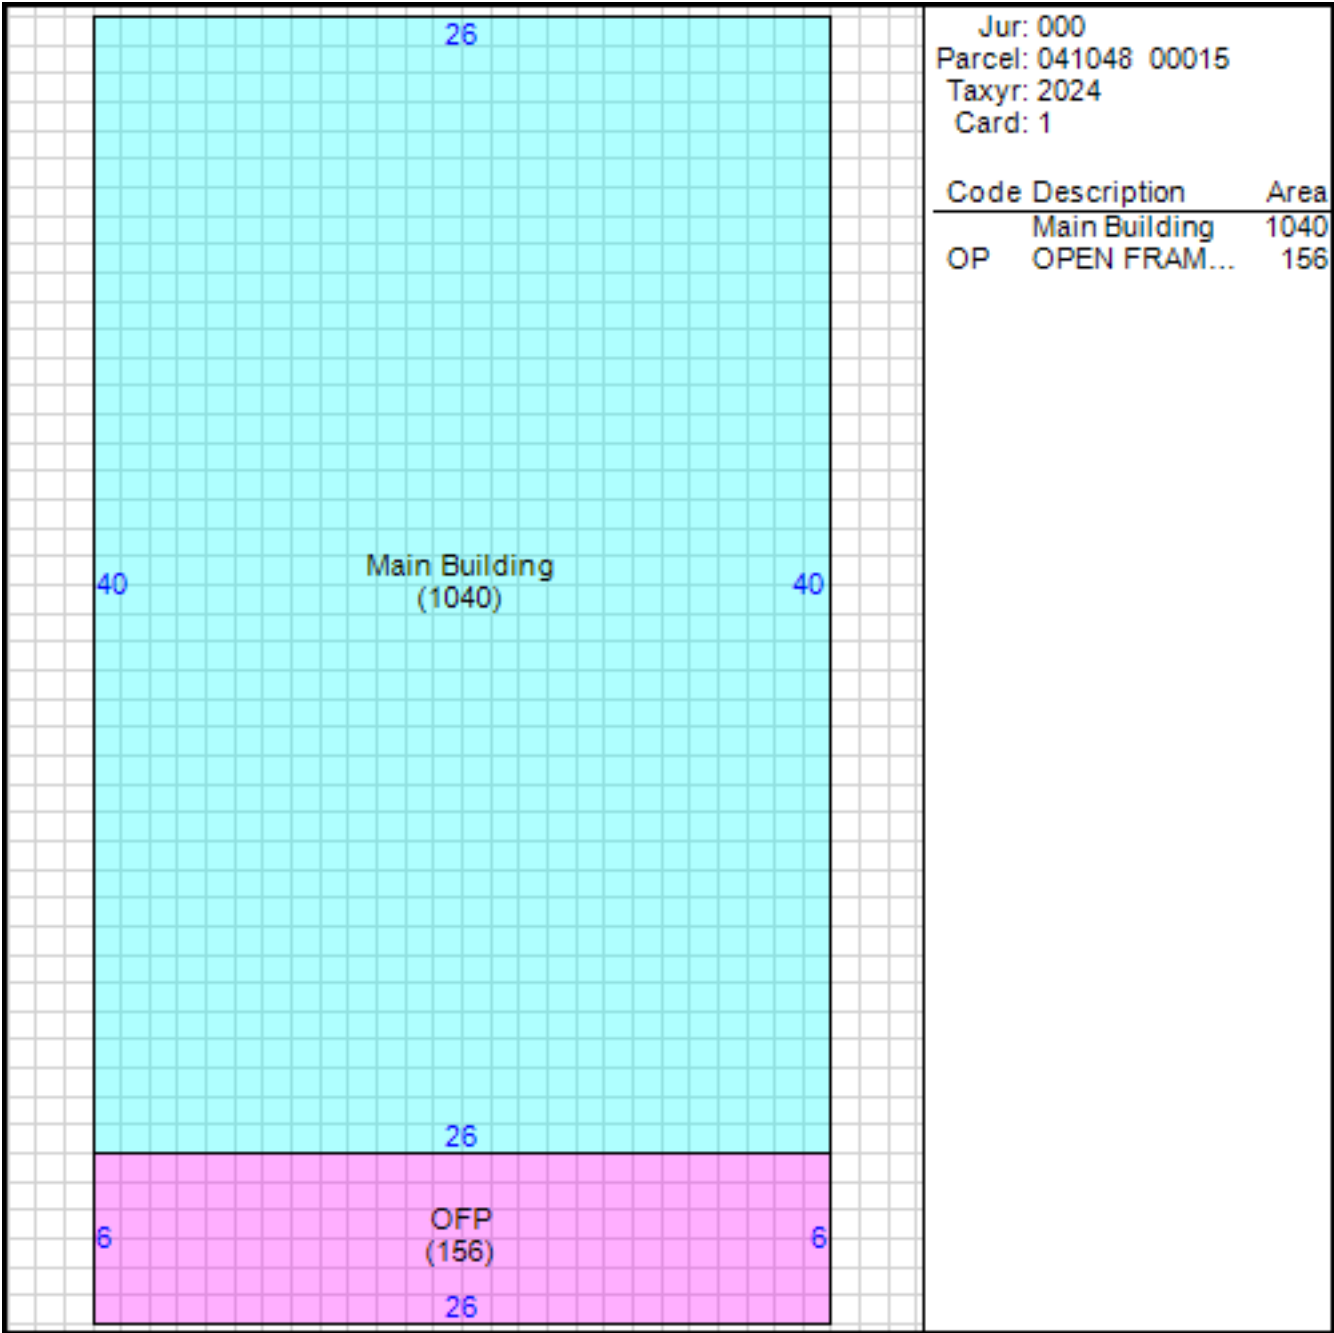 26
40
Main Building
(1040)
40
26
6
OFP
(156)
6
26
Jur: 000
Parcel: 041048 00015
Taxyr: 2024
Card: 1
Code Description Area
Main Building 1040
OP OPEN FRAM... 156